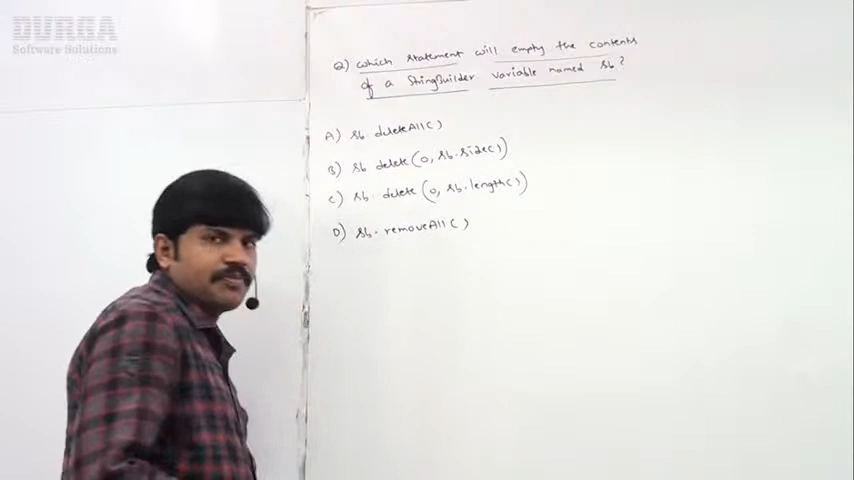 DURGA
Software Solutions
Q) which statement will empty the contents
of a StingBuilder variable named sb?
A) sb deleteAll()
B) sb delete(0, sb.size())
C) sb. delete(0, sb.length())
D) sb. removeAll()